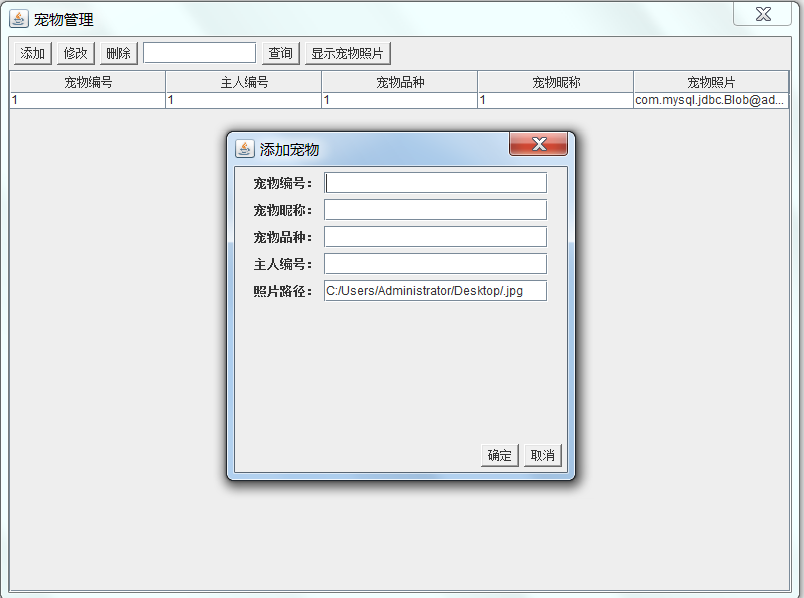 宠物管理
添加 修改 删除 查询 显示宠物照片
宠物编号 主人编号 宠物品种 宠物昵称 宠物照片
1 1 1 1 com.mysql.jdbc.Blob@ad...
添加宠物
宠物编号：
宠物昵称：
宠物品种：
主人编号：
照片路径： C:/Users/Administrator/Desktop/.jpg
确定 取消